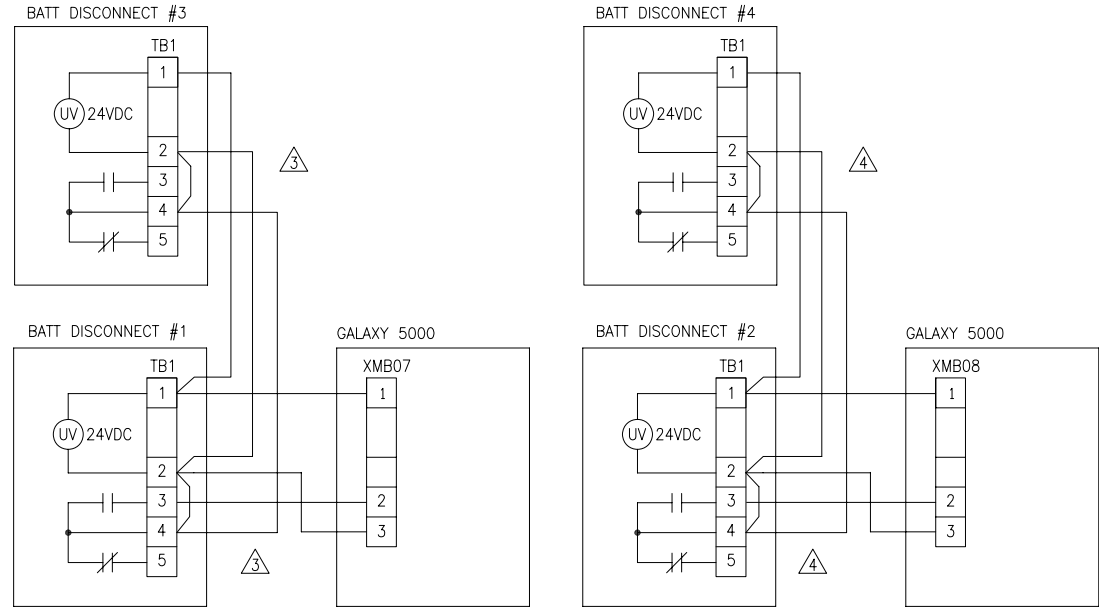 BATT DISCONNECT #3
TB1
1
UV 24VDC
2
3
4
5
3
BATT DISCONNECT #4
TB1
1
UV 24VDC
2
3
4
5
4
BATT DISCONNECT #1
TB1
1
UV 24VDC
2
3
4
5
3
GALAXY 5000
XMB07
1
2
3
BATT DISCONNECT #2
TB1
1
UV 24VDC
2
3
4
5
4
GALAXY 5000
XMB08
1
2
3